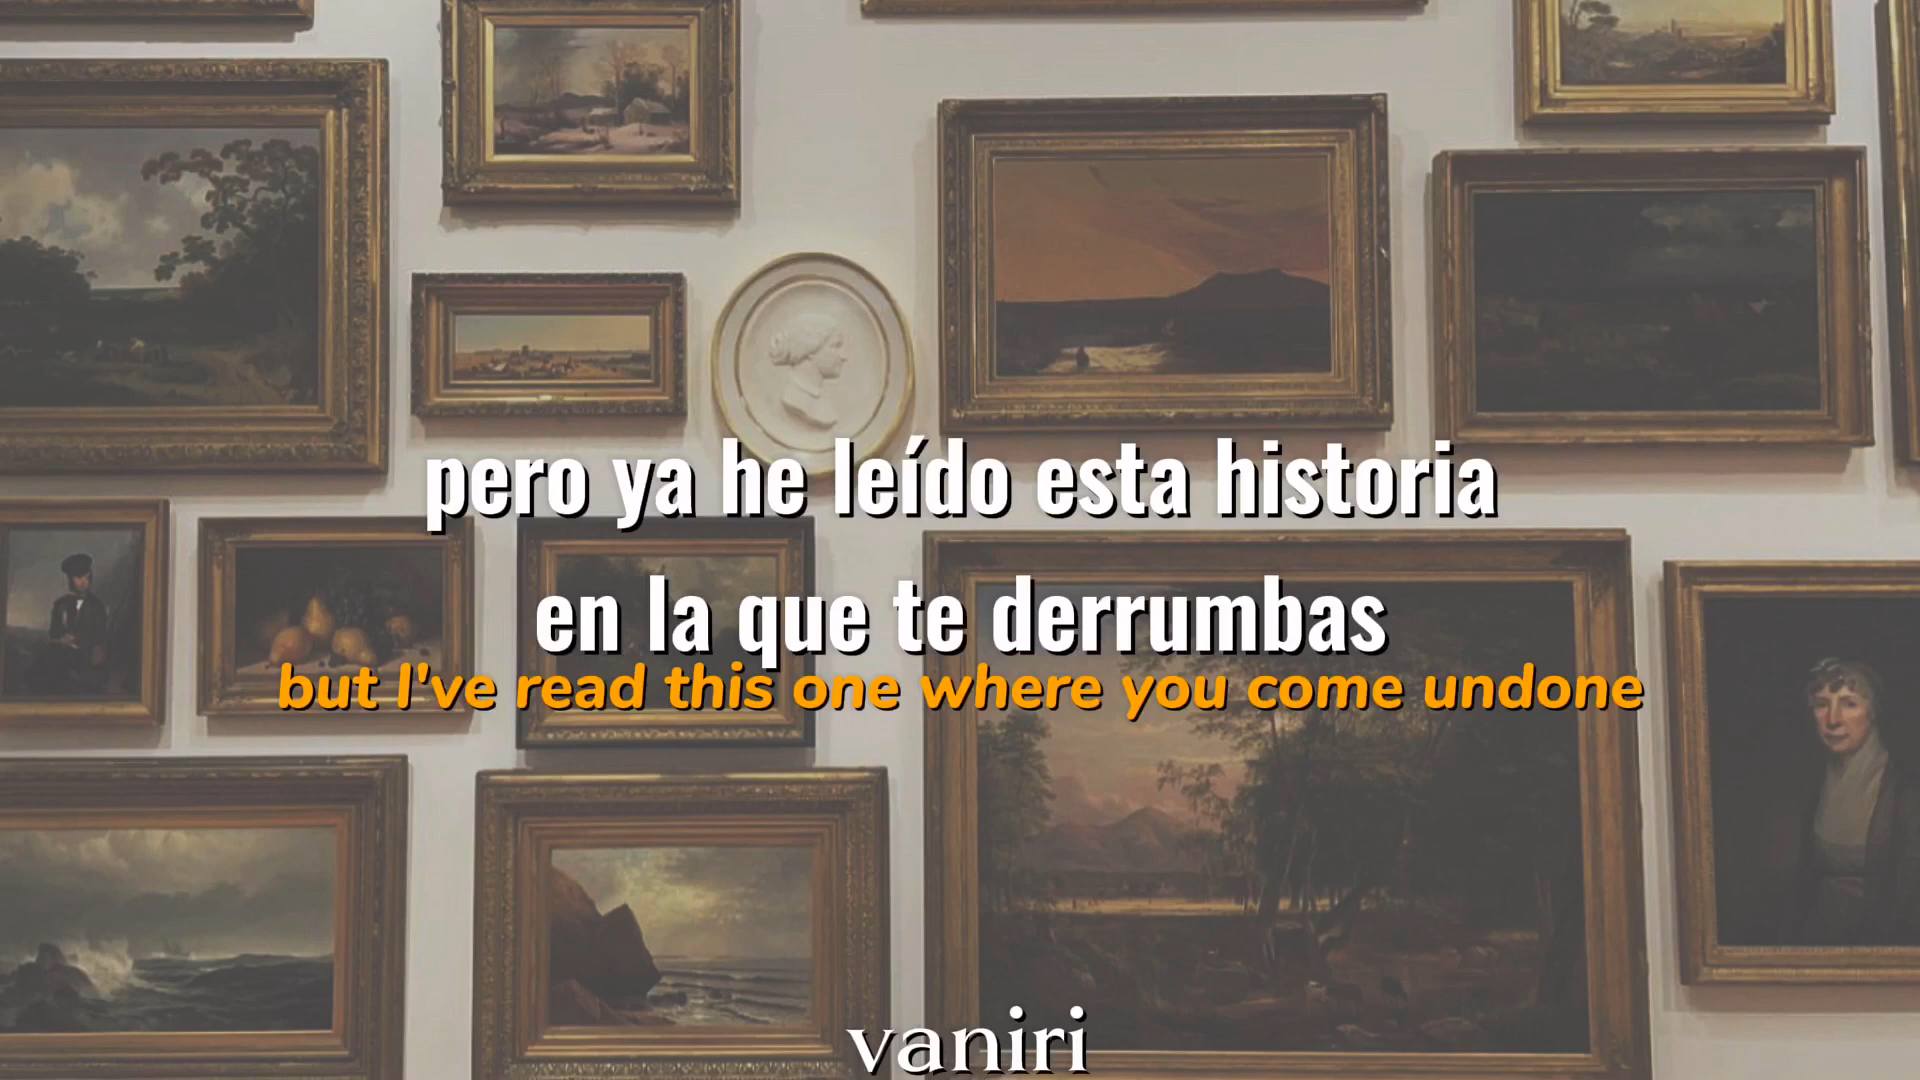 pero ya he leído esta historia
en la que te derrumbas
but I've read this one where you come undone
vaniri